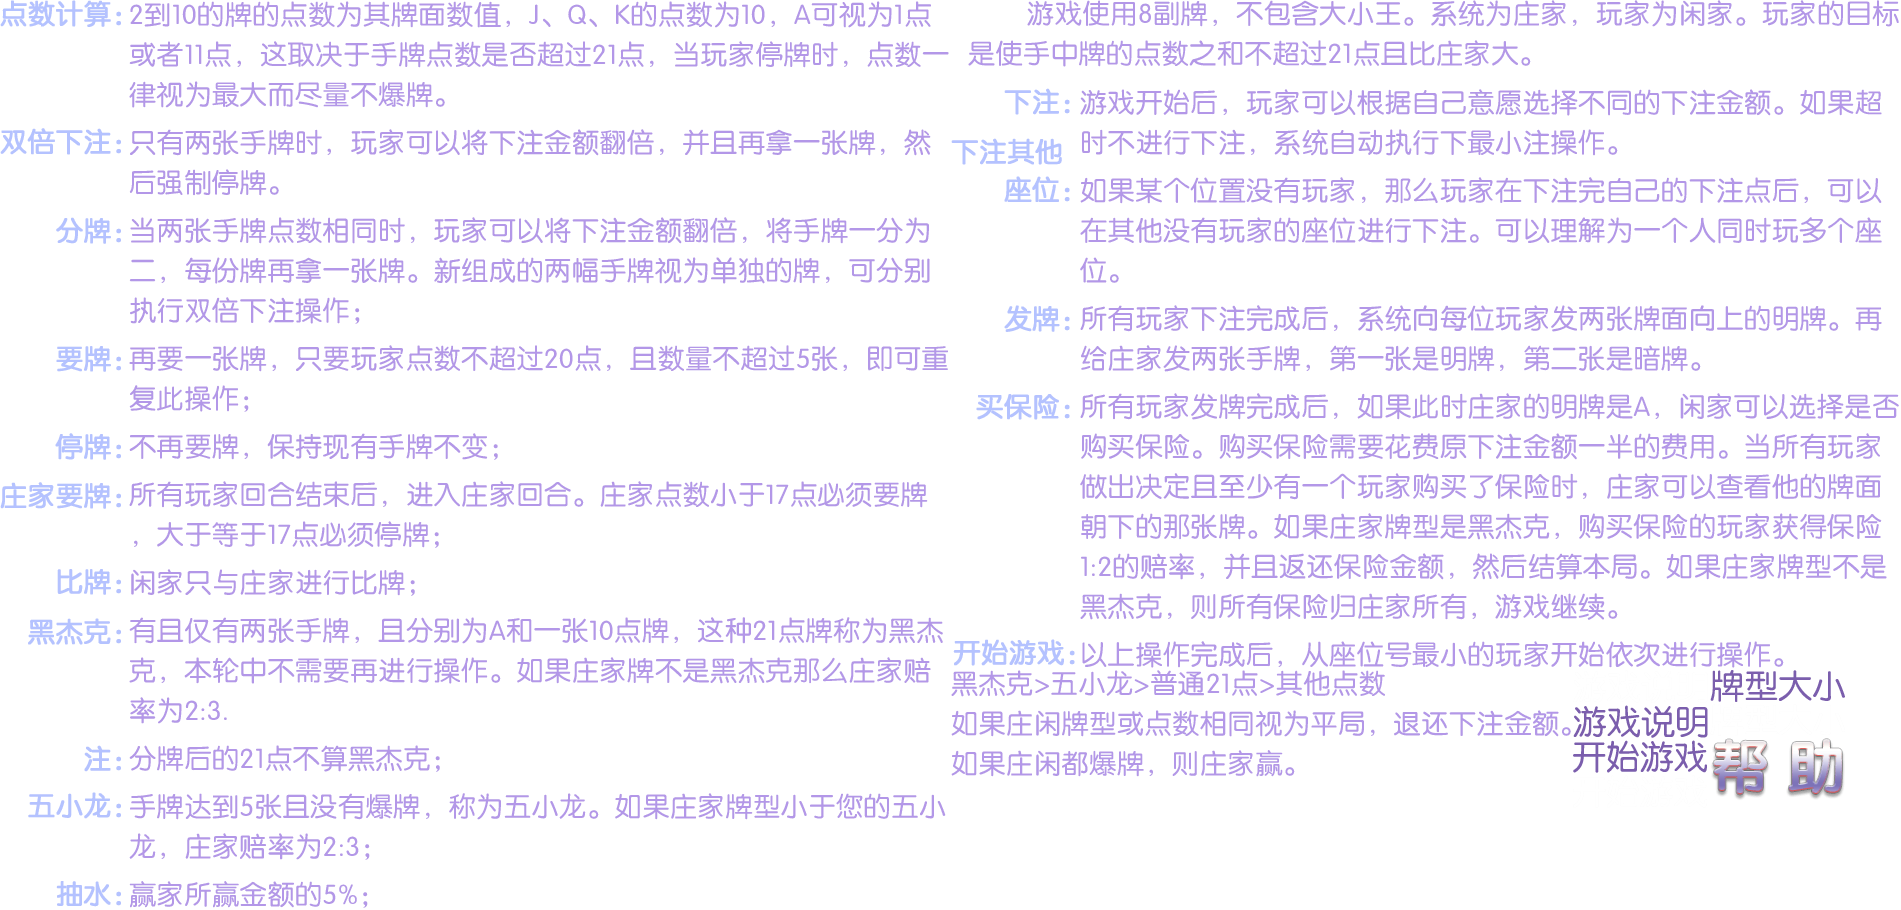 点数计算: 2到10的牌的点数为其牌面数值，J、Q、K的点数为10，A可视为1点
或者11点，这取决于手牌点数是否超过21点，当玩家停牌时，点数一
律视为最大而尽量不爆牌。
双倍下注: 只有两张手牌时，玩家可以将下注金额翻倍，并且再拿一张牌，然
后强制停牌。
分牌: 当两张手牌点数相同时，玩家可以将下注金额翻倍，将手牌一分为
二，每份牌再拿一张牌。新组成的两幅手牌视为单独的牌，可分别
执行双倍下注操作；
要牌: 再要一张牌，只要玩家点数不超过20点，且数量不超过5张，即可重
复此操作；
停牌: 不再要牌，保持现有手牌不变；
庄家要牌: 所有玩家回合结束后，进入庄家回合。庄家点数小于17点必须要牌
，大于等于17点必须停牌；
比牌: 闲家只与庄家进行比牌；
黑杰克: 有且仅有两张手牌，且分别为A和一张10点牌，这种21点牌称为黑杰
克，本轮中不需要再进行操作。如果庄家牌不是黑杰克那么庄家赔
率为2:3.
注: 分牌后的21点不算黑杰克；
五小龙: 手牌达到5张且没有爆牌，称为五小龙。如果庄家牌型小于您的五小
龙，庄家赔率为2:3；
抽水: 赢家所赢金额的5%；
游戏使用8副牌，不包含大小王。系统为庄家，玩家为闲家。玩家的目标
是使手中牌的点数之和不超过21点且比庄家大。
下注: 游戏开始后，玩家可以根据自己意愿选择不同的下注金额。如果超
时不进行下注，系统自动执行下最小注操作。
下注其他
座位: 如果某个位置没有玩家，那么玩家在下注完自己的下注点后，可以
在其他没有玩家的座位进行下注。可以理解为一个人同时玩多个座
位。
发牌: 所有玩家下注完成后，系统向每位玩家发两张牌面向上的明牌。再
给庄家发两张手牌，第一张是明牌，第二张是暗牌。
买保险: 所有玩家发牌完成后，如果此时庄家的明牌是A，闲家可以选择是否
购买保险。购买保险需要花费原下注金额一半的费用。当所有玩家
做出决定且至少有一个玩家购买了保险时，庄家可以查看他的牌面
朝下的那张牌。如果庄家牌型是黑杰克，购买保险的玩家获得保险
1:2的赔率，并且返还保险金额，然后结算本局。如果庄家牌型不是
黑杰克，则所有保险归庄家所有，游戏继续。
开始游戏: 以上操作完成后，从座位号最小的玩家开始依次进行操作。
黑杰克>五小龙>普通21点>其他点数
如果庄闲牌型或点数相同视为平局，退还下注金额。
如果庄闲都爆牌，则庄家赢。
牌型大小
游戏说明
开始游戏
帮 助